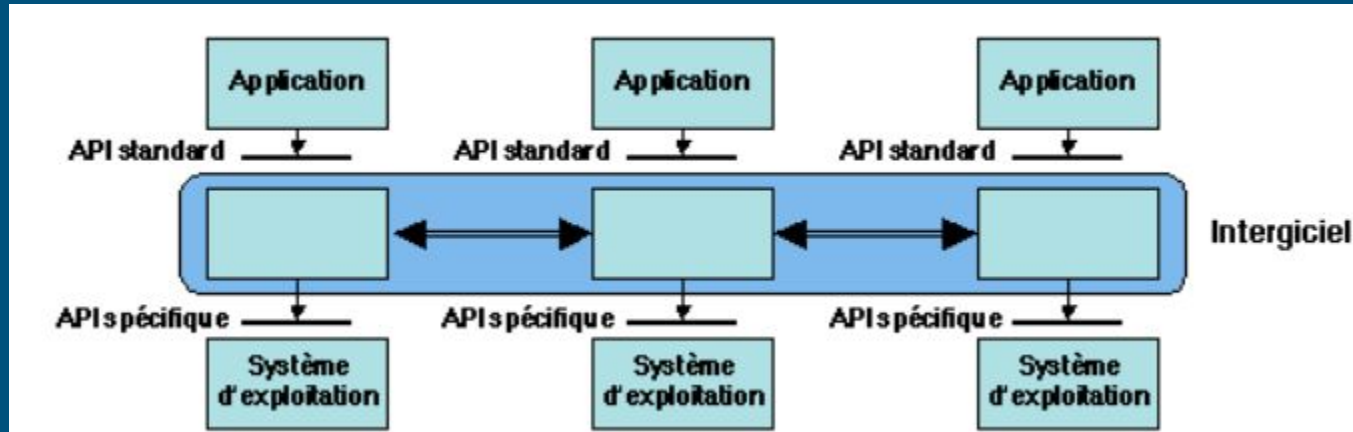 Application Application Application
API standard API standard API standard
Intergiciel
API spécifique API spécifique API spécifique
Système Système Système
d'exploitation d'exploitation d'exploitation